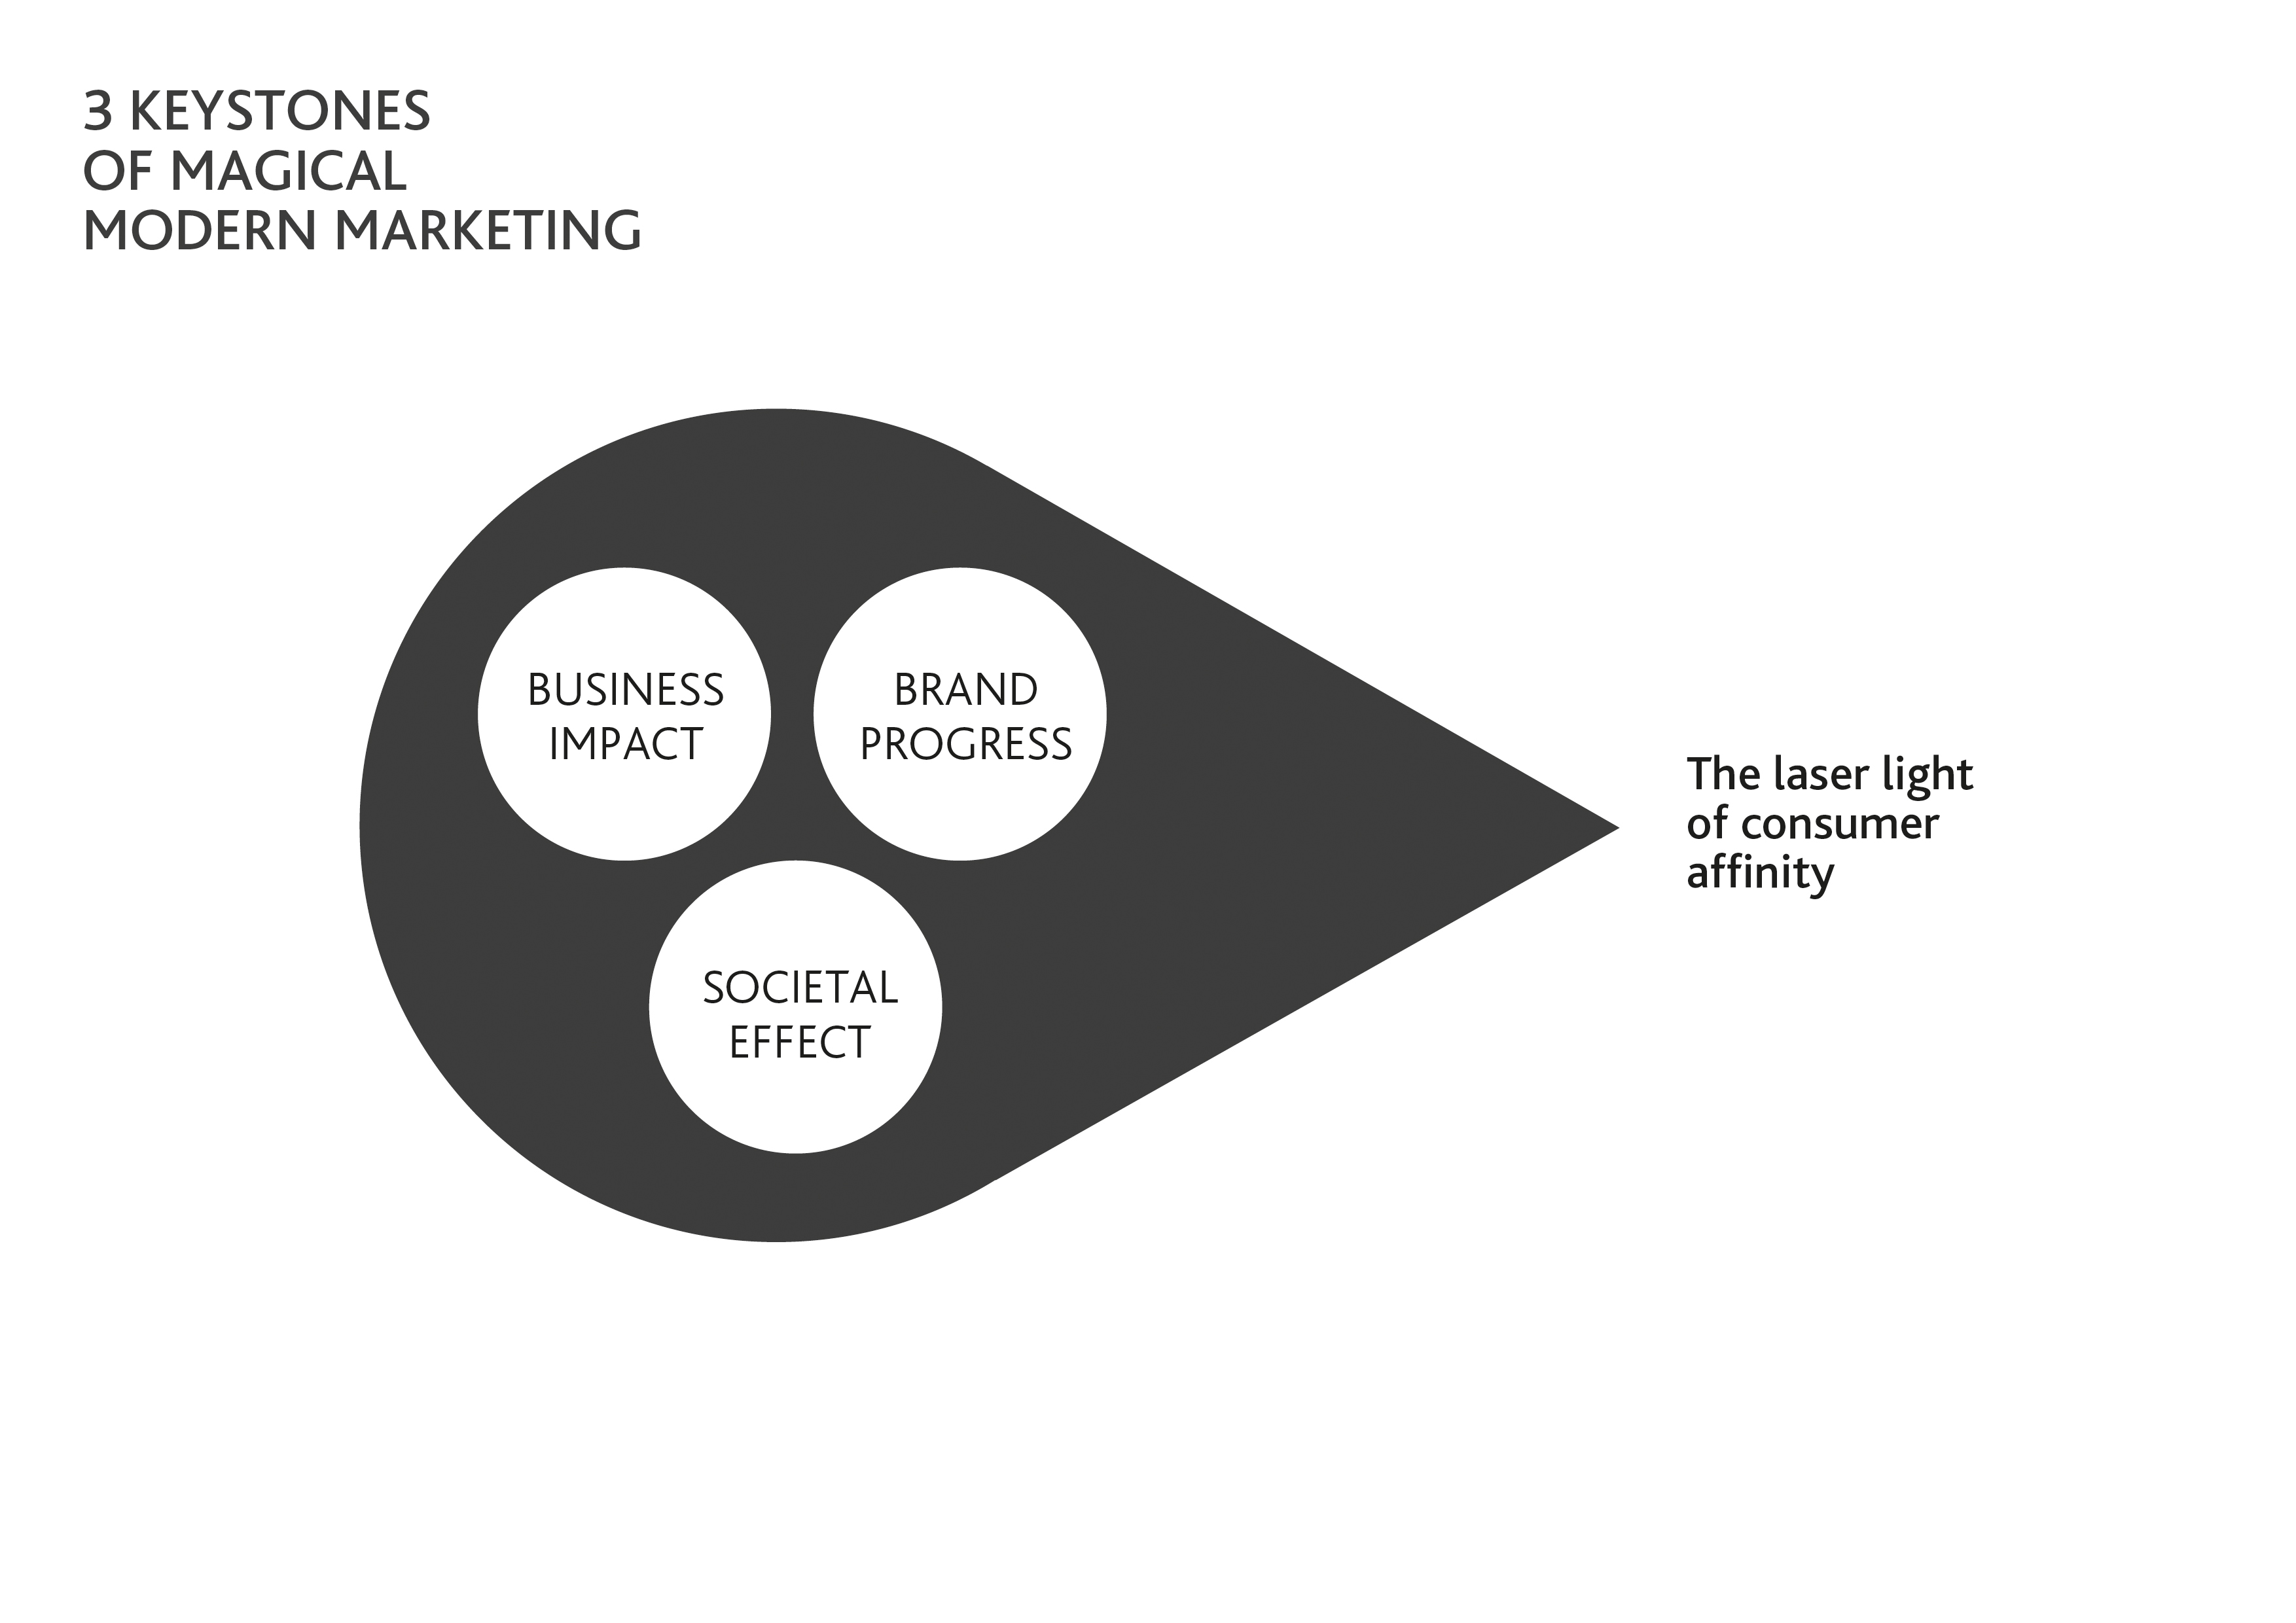 3 KEYSTONES
OF MAGICAL
MODERN MARKETING
BUSINESS
IMPACT
BRAND
PROGRESS
SOCIETAL
EFFECT
The laser light
of consumer
affinity